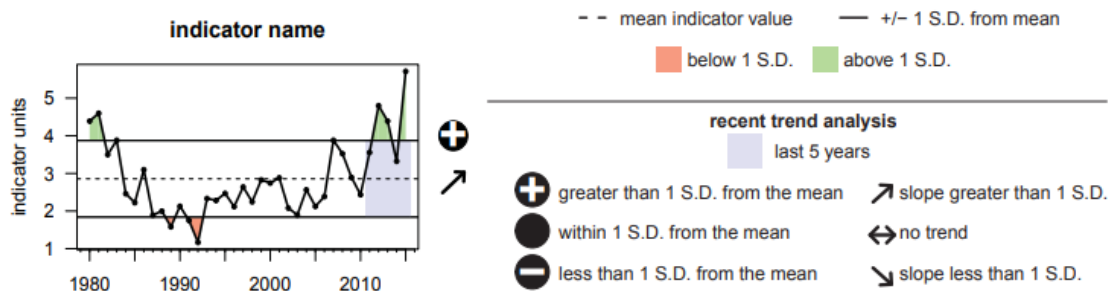 indicator name
indicator units
5
4
3
2
1
1980 1990 2000 2010
mean indicator value +/− 1 S.D. from mean
below 1 S.D. above 1 S.D.
recent trend analysis
last 5 years
greater than 1 S.D. from the mean slope greater than 1 S.D.
within 1 S.D. from the mean no trend
less than 1 S.D. from the mean slope less than 1 S.D.